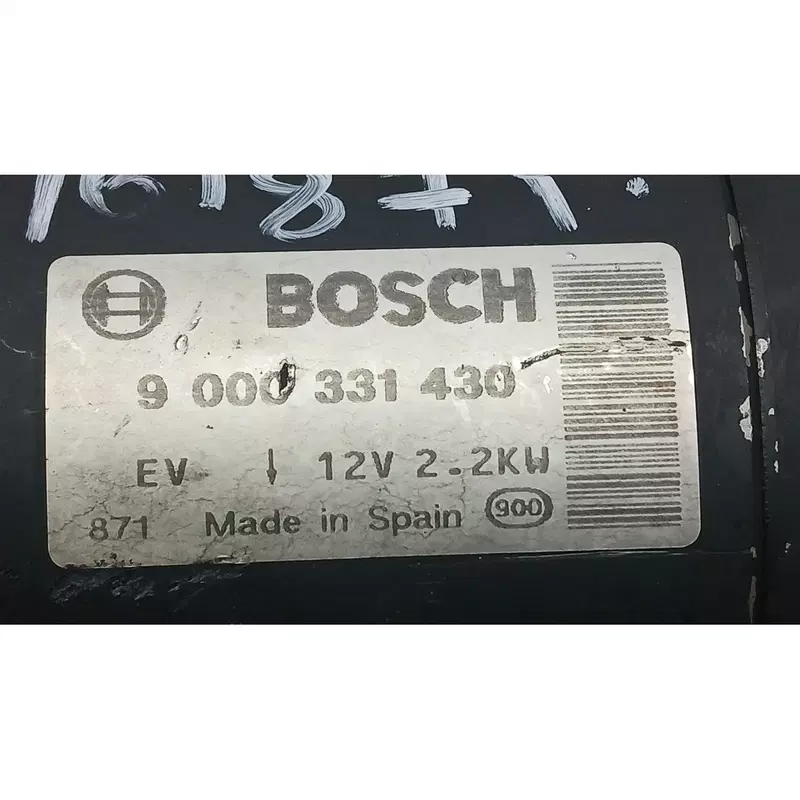 BOSCH
9 000 331 430
EV ↓ 12V 2.2KW
871 Made in Spain 900